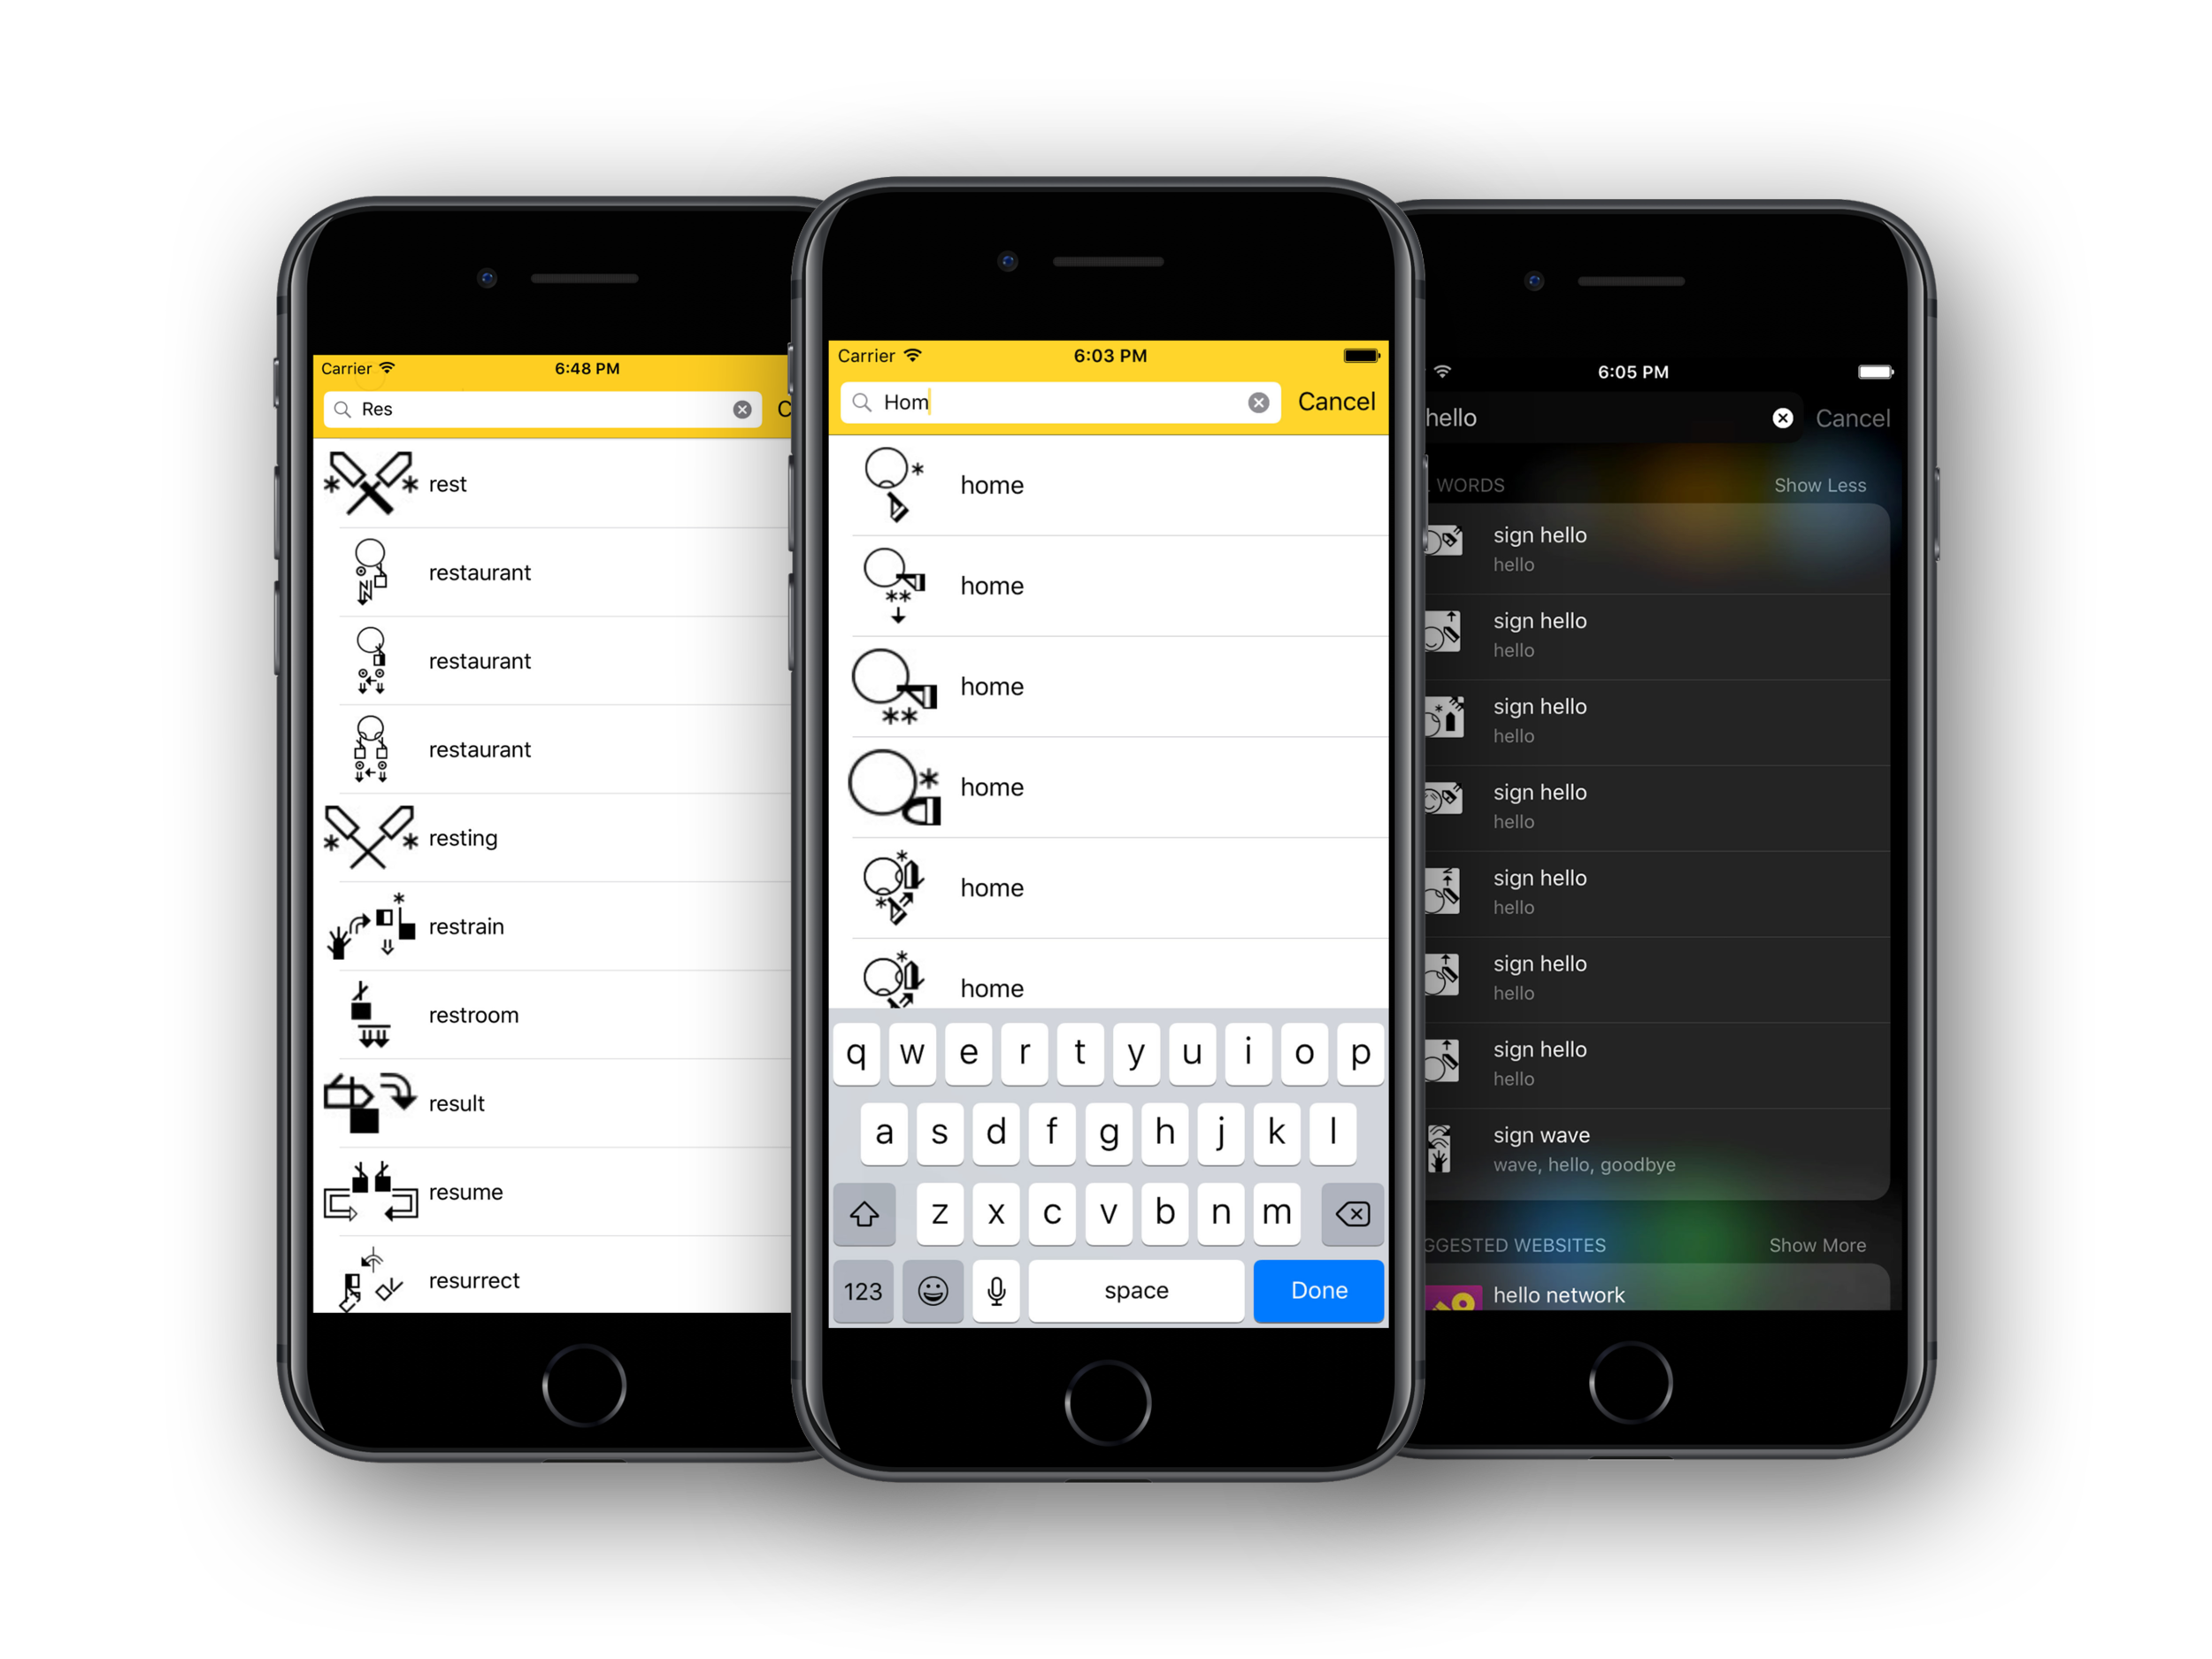 Carrier 6:48 PM
Res
rest
restaurant
restaurant
restaurant
resting
restrain
restroom
result
resume
resurrect
Carrier 6:03 PM
Hom Cancel
home
home
home
home
home
home
q w e r t y u i o p
a s d f g h j k l
z x c v b n m
123 space Done
6:05 PM
hello Cancel
WORDS Show Less
sign hello
hello
sign hello
hello
sign hello
hello
sign hello
hello
sign hello
hello
sign hello
hello
sign hello
hello
sign wave
wave, hello, goodbye
GGESTED WEBSITES Show More
hello network